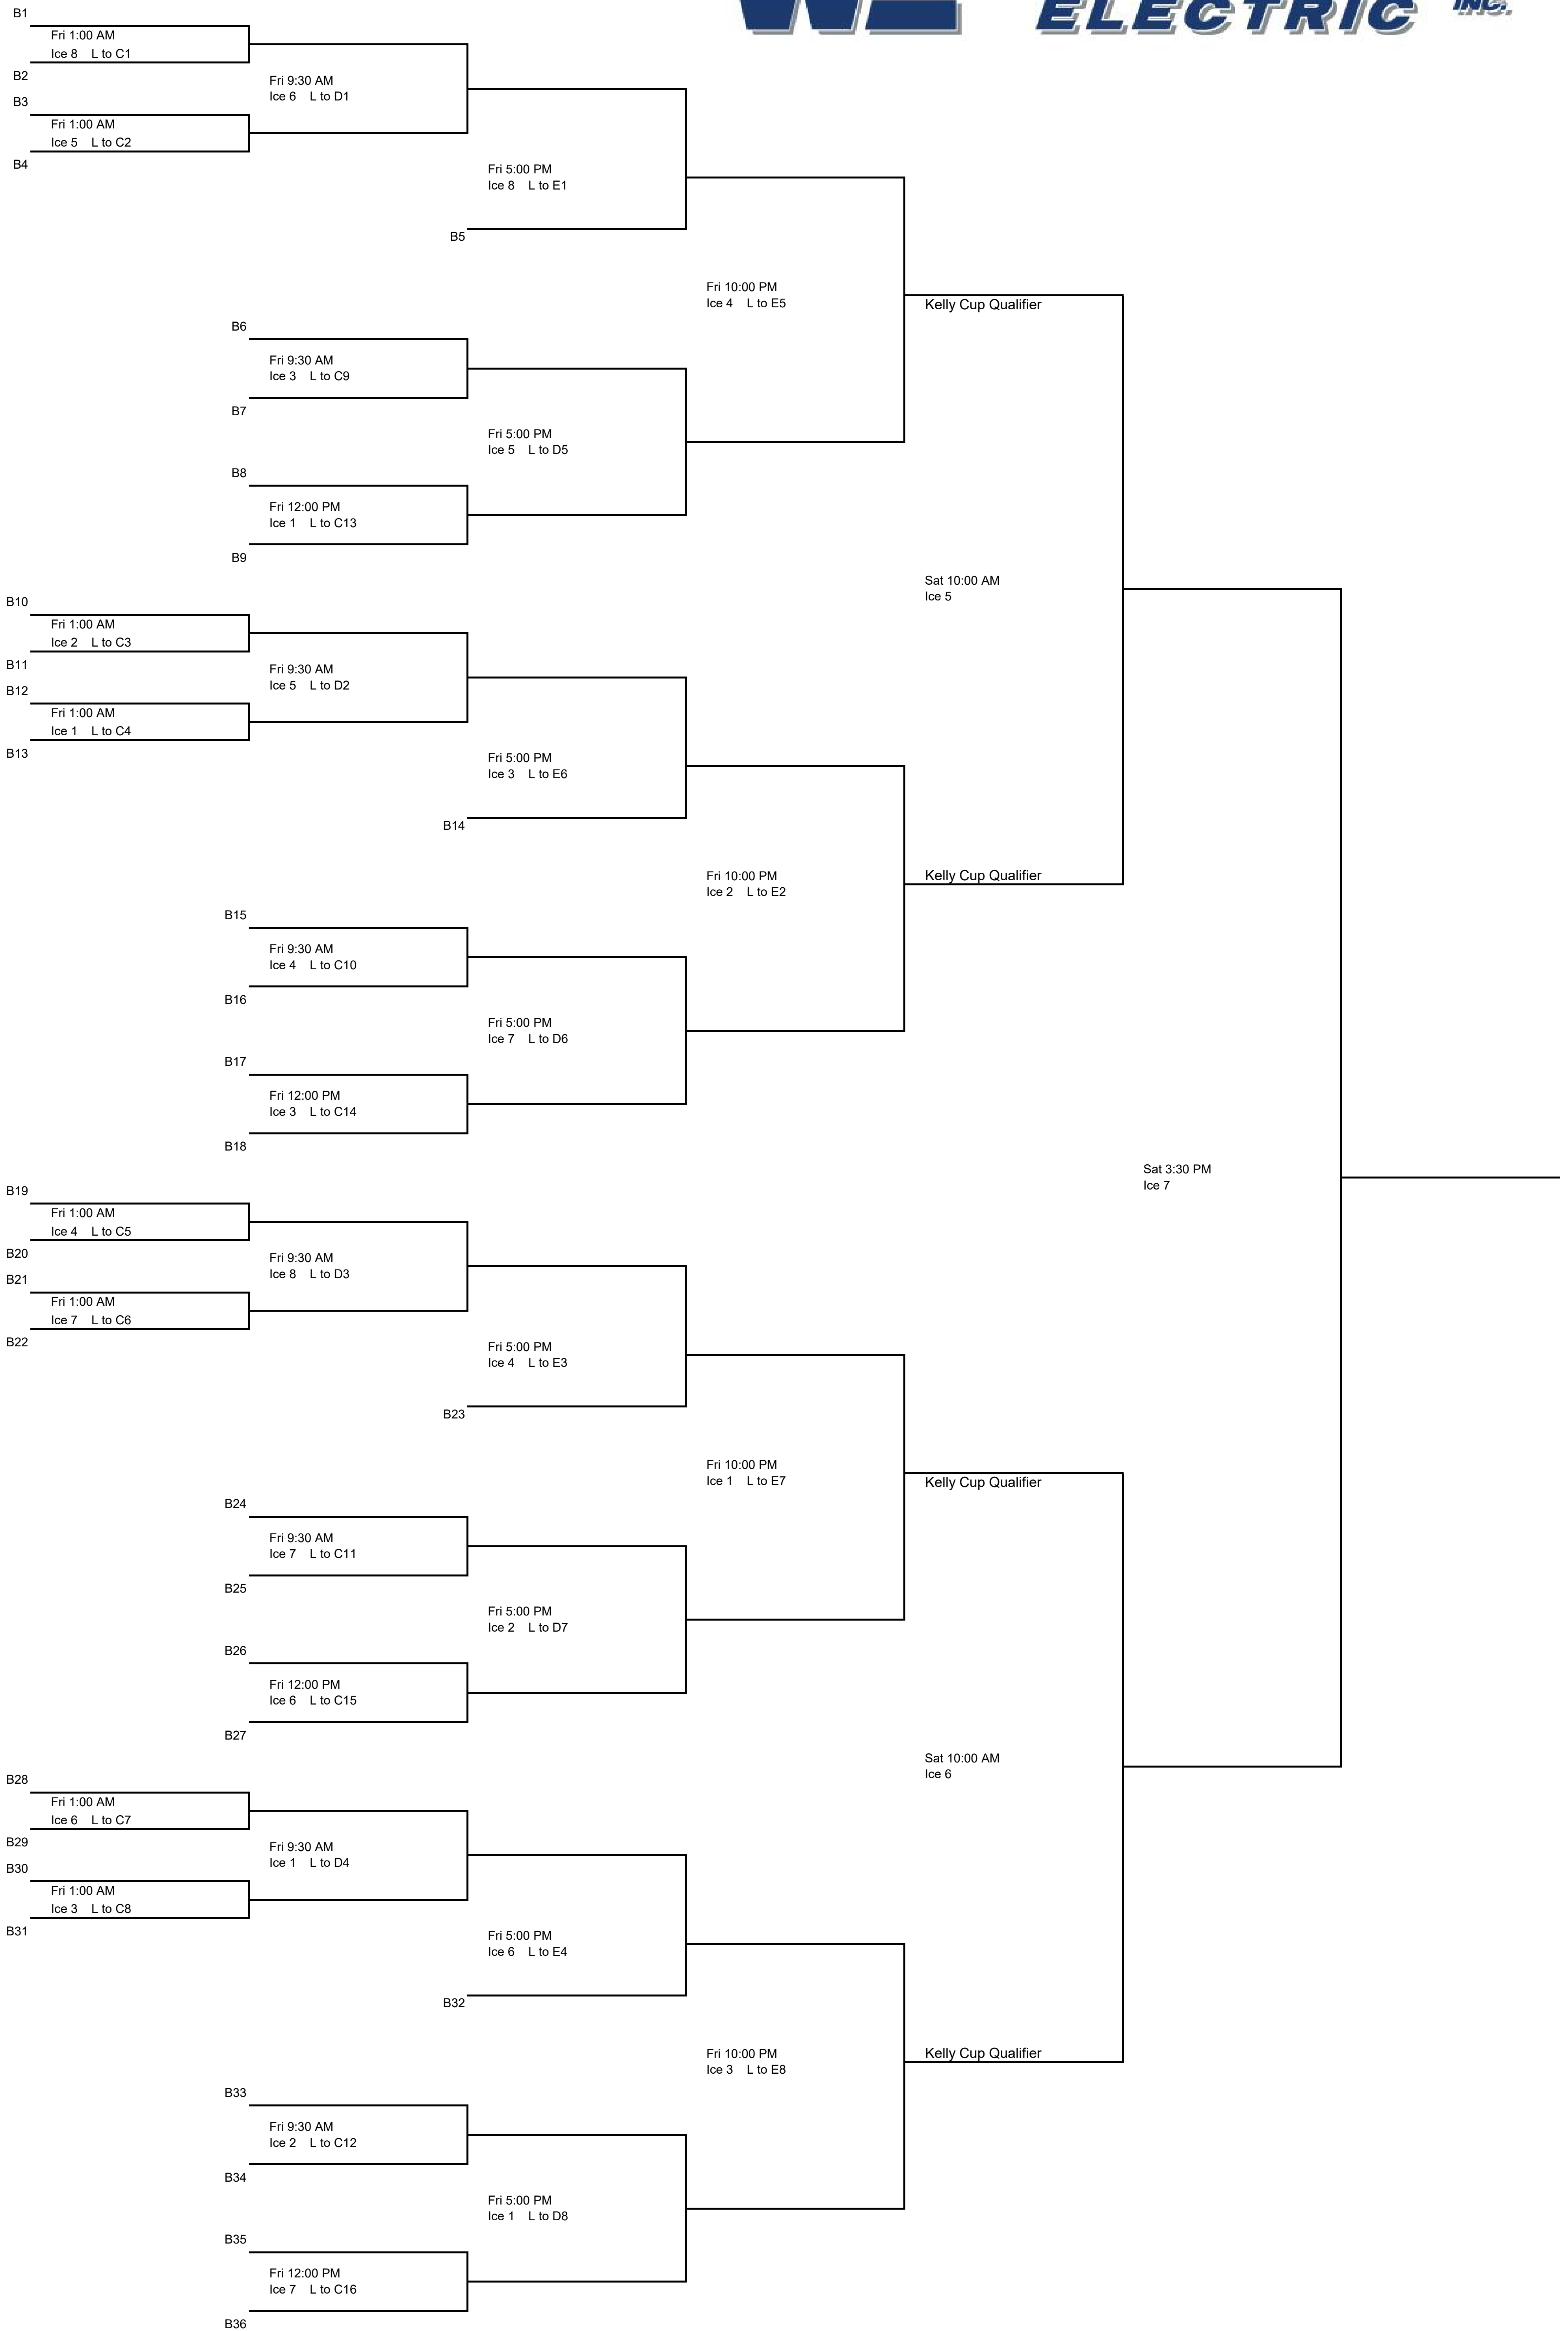 ELECTRIC INC.
B1
Fri 1:00 AM
Ice 8 L to C1
B2
Fri 9:30 AM
Ice 6 L to D1
B3
Fri 1:00 AM
Ice 5 L to C2
B4
Fri 5:00 PM
Ice 8 L to E1
B5
Fri 10:00 PM
Ice 4 L to E5
Kelly Cup Qualifier
B6
Fri 9:30 AM
Ice 3 L to C9
B7
Fri 5:00 PM
Ice 5 L to D5
B8
Fri 12:00 PM
Ice 1 L to C13
B9
Sat 10:00 AM
Ice 5
B10
Fri 1:00 AM
Ice 2 L to C3
B11
Fri 9:30 AM
Ice 5 L to D2
B12
Fri 1:00 AM
Ice 1 L to C4
B13
Fri 5:00 PM
Ice 3 L to E6
B14
Fri 10:00 PM
Ice 2 L to E2
Kelly Cup Qualifier
B15
Fri 9:30 AM
Ice 4 L to C10
B16
Fri 5:00 PM
Ice 7 L to D6
B17
Fri 12:00 PM
Ice 3 L to C14
B18
Sat 3:30 PM
Ice 7
B19
Fri 1:00 AM
Ice 4 L to C5
B20
Fri 9:30 AM
Ice 8 L to D3
B21
Fri 1:00 AM
Ice 7 L to C6
B22
Fri 5:00 PM
Ice 4 L to E3
B23
Fri 10:00 PM
Ice 1 L to E7
Kelly Cup Qualifier
B24
Fri 9:30 AM
Ice 7 L to C11
B25
Fri 5:00 PM
Ice 2 L to D7
B26
Fri 12:00 PM
Ice 6 L to C15
B27
Sat 10:00 AM
Ice 6
B28
Fri 1:00 AM
Ice 6 L to C7
B29
Fri 9:30 AM
Ice 1 L to D4
B30
Fri 1:00 AM
Ice 3 L to C8
B31
Fri 5:00 PM
Ice 6 L to E4
B32
Fri 10:00 PM
Ice 3 L to E8
Kelly Cup Qualifier
B33
Fri 9:30 AM
Ice 2 L to C12
B34
Fri 5:00 PM
Ice 1 L to D8
B35
Fri 12:00 PM
Ice 7 L to C16
B36